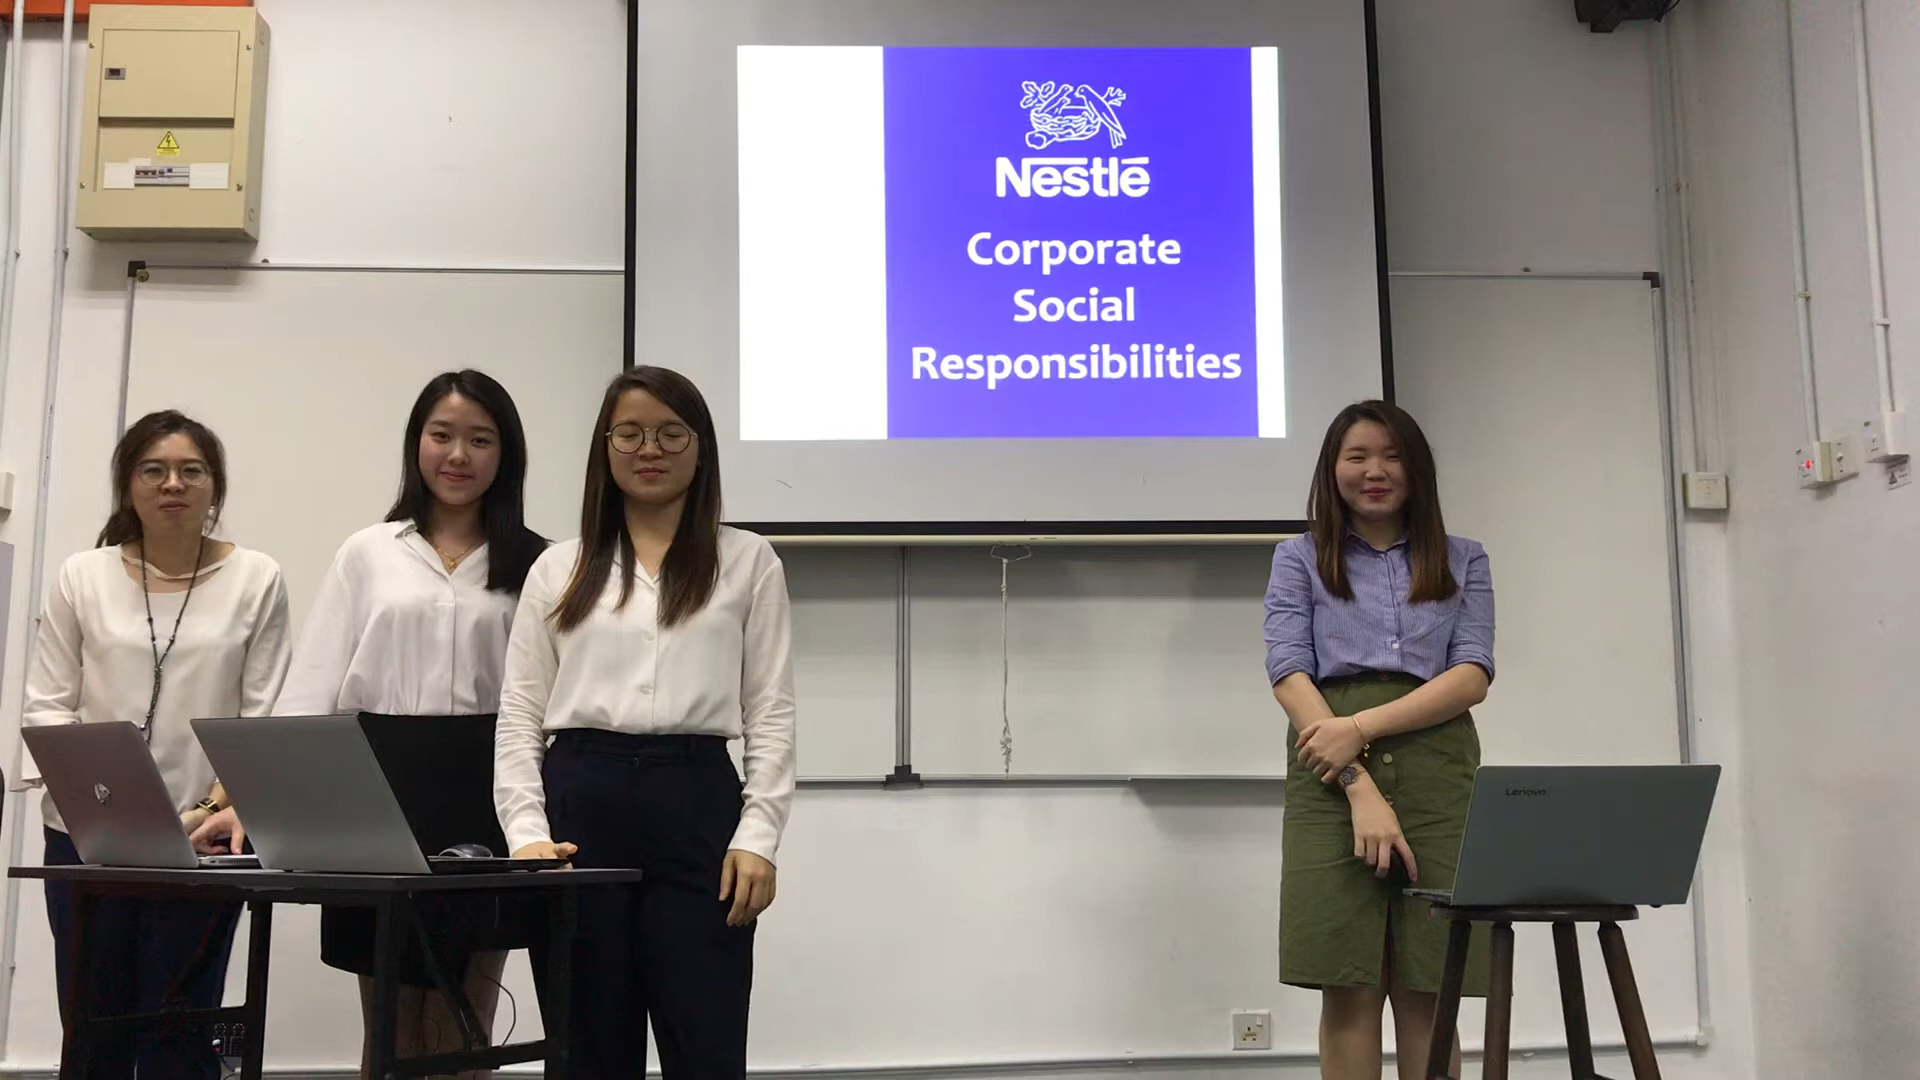 Nestlé
Corporate
Social
Responsibilities
Lenovo